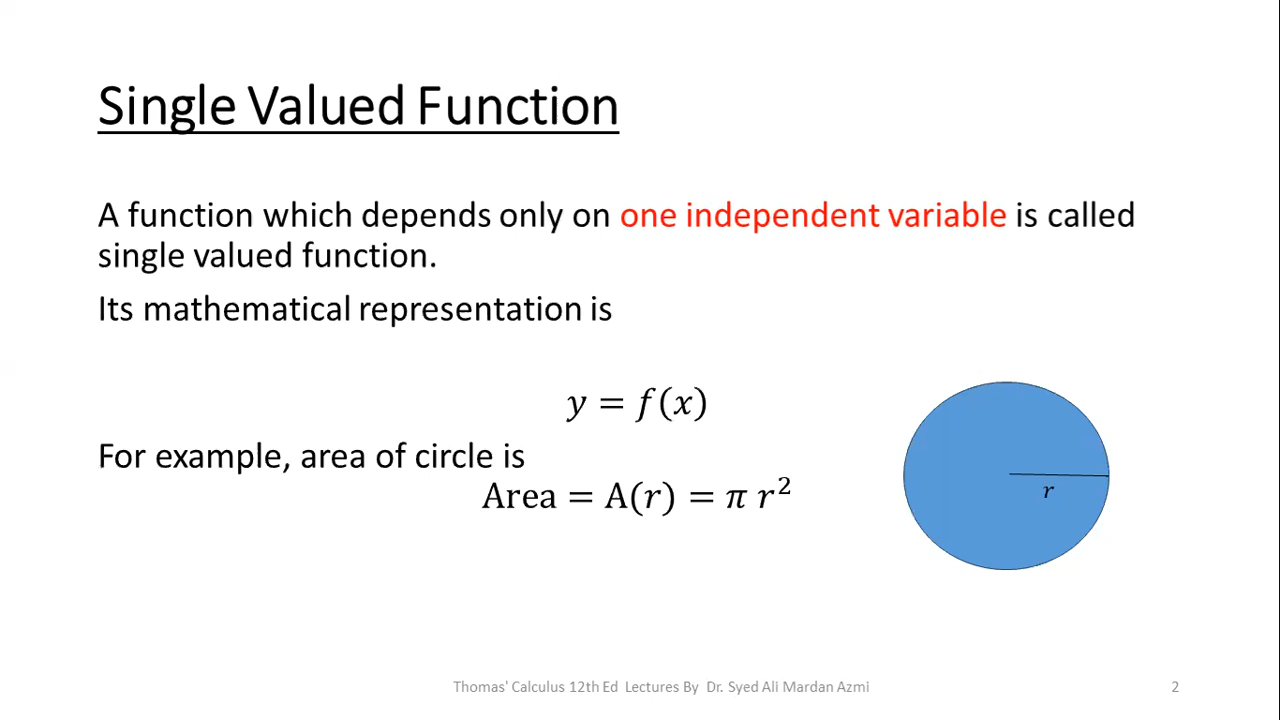 Single Valued Function
A function which depends only on one independent variable is called
single valued function.
Its mathematical representation is
y = f(x)
For example, area of circle is
Area = A(r) = π r²
r
Thomas' Calculus 12th Ed Lectures By Dr. Syed Ali Mardan Azmi
2